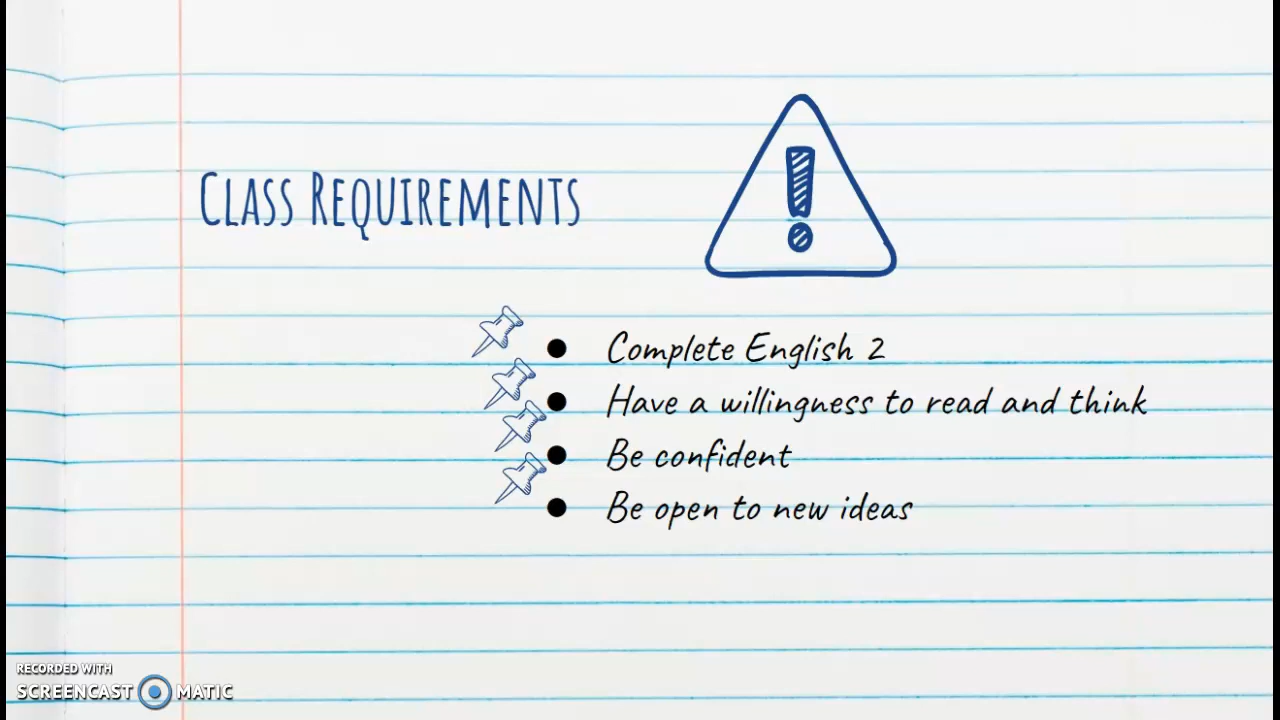 Class Requirements
Complete English 2
Have a willingness to read and think
Be confident
Be open to new ideas
RECORDED WITH
SCREENCAST MATIC